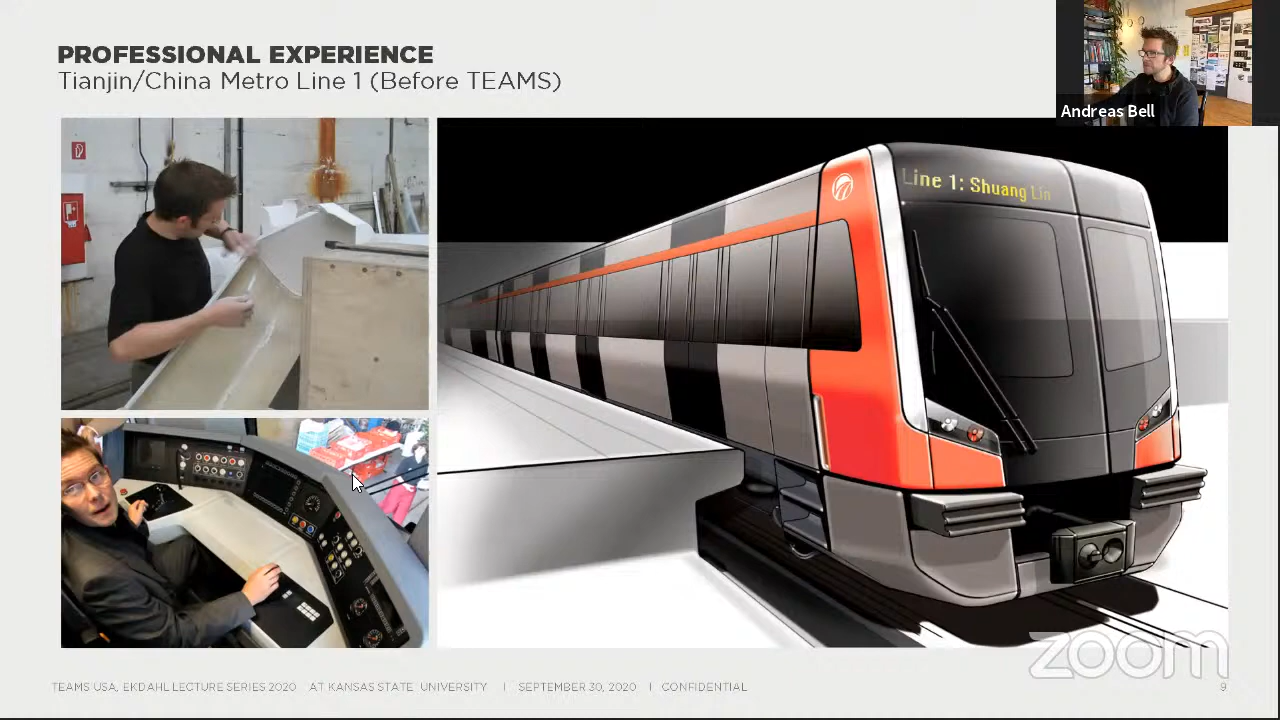 PROFESSIONAL EXPERIENCE
Tianjin/China Metro Line 1 (Before TEAMS)
Andreas Bell
Line 1: Shuang Lin
TEAMS USA, EKDAHL LECTURE SERIES 2020 AT KANSAS STATE UNIVERSITY I SEPTEMBER 30, 2020 I CONFIDENTIAL
9
zoom